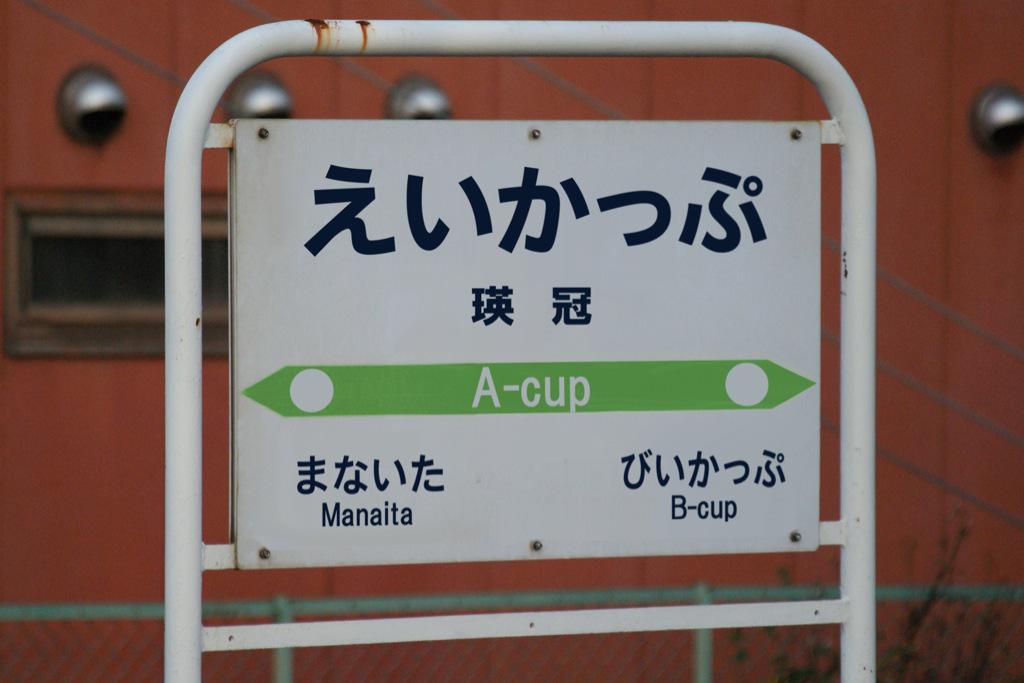 えいかっぷ
瑛冠
A-cup
まないた びいかっぷ
Manaita B-cup